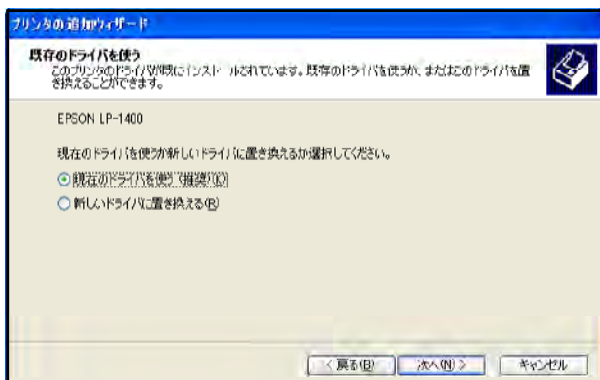 プリンタの追加ウィザード
既存のドライバを使う
このプリンタのドライバが既にインストールされています。既存のドライバを使うか、またはこのドライバを置
き換えることができます。
EPSON LP-1400
現在のドライバを使うか新しいドライバに置き換えるか選択してください。
現在のドライバを使う (推奨)(K)
新しいドライバに置き換える(R)
< 戻る(B)
次へ(N) >
キャンセル